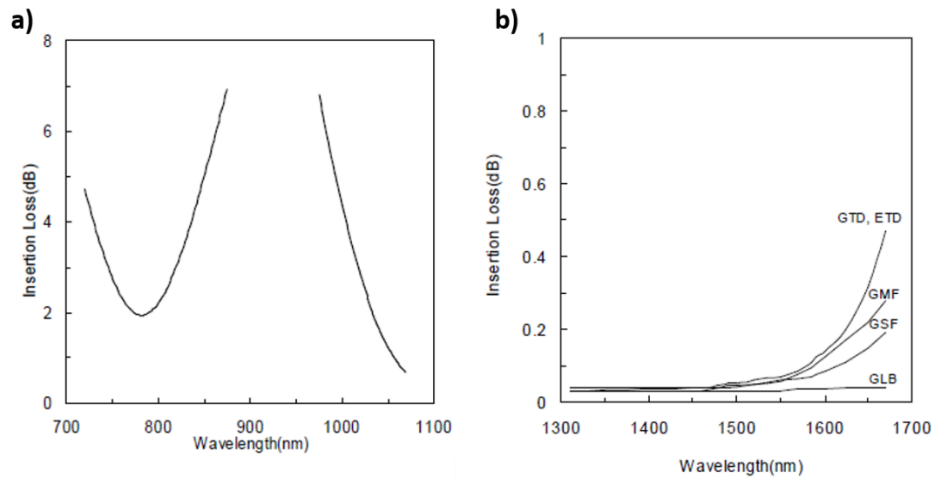 a)
8
6
4
2
0
Insertion Loss(dB)
700 800 900 1000 1100
Wavelength(nm)
b)
1
0.8
0.6
0.4
0.2
0
Insertion Loss(dB)
GTD, ETD
GMF
GSF
GLB
1300 1400 1500 1600 1700
Wavelength(nm)